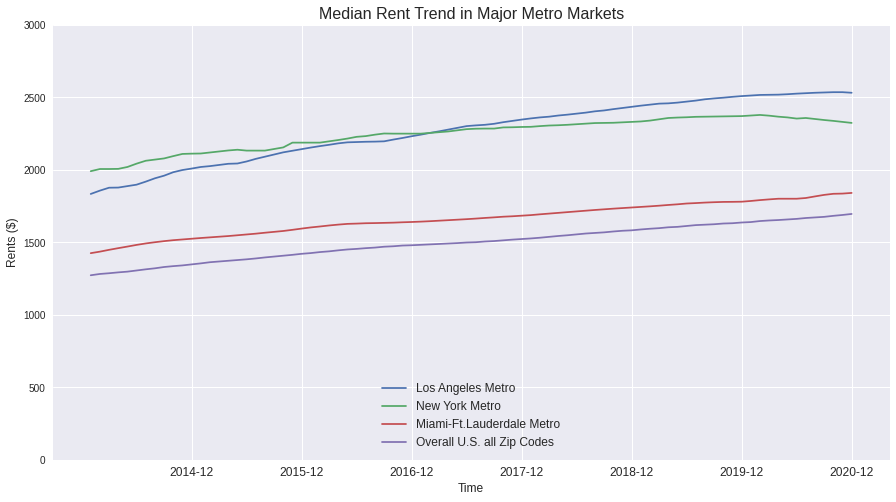 Median Rent Trend in Major Metro Markets
3000
2500
2000
1500
1000
500
0
Rents ($)
Los Angeles Metro
New York Metro
Miami-Ft.Lauderdale Metro
Overall U.S. all Zip Codes
2014-12 2015-12 2016-12 2017-12 2018-12 2019-12 2020-12
Time